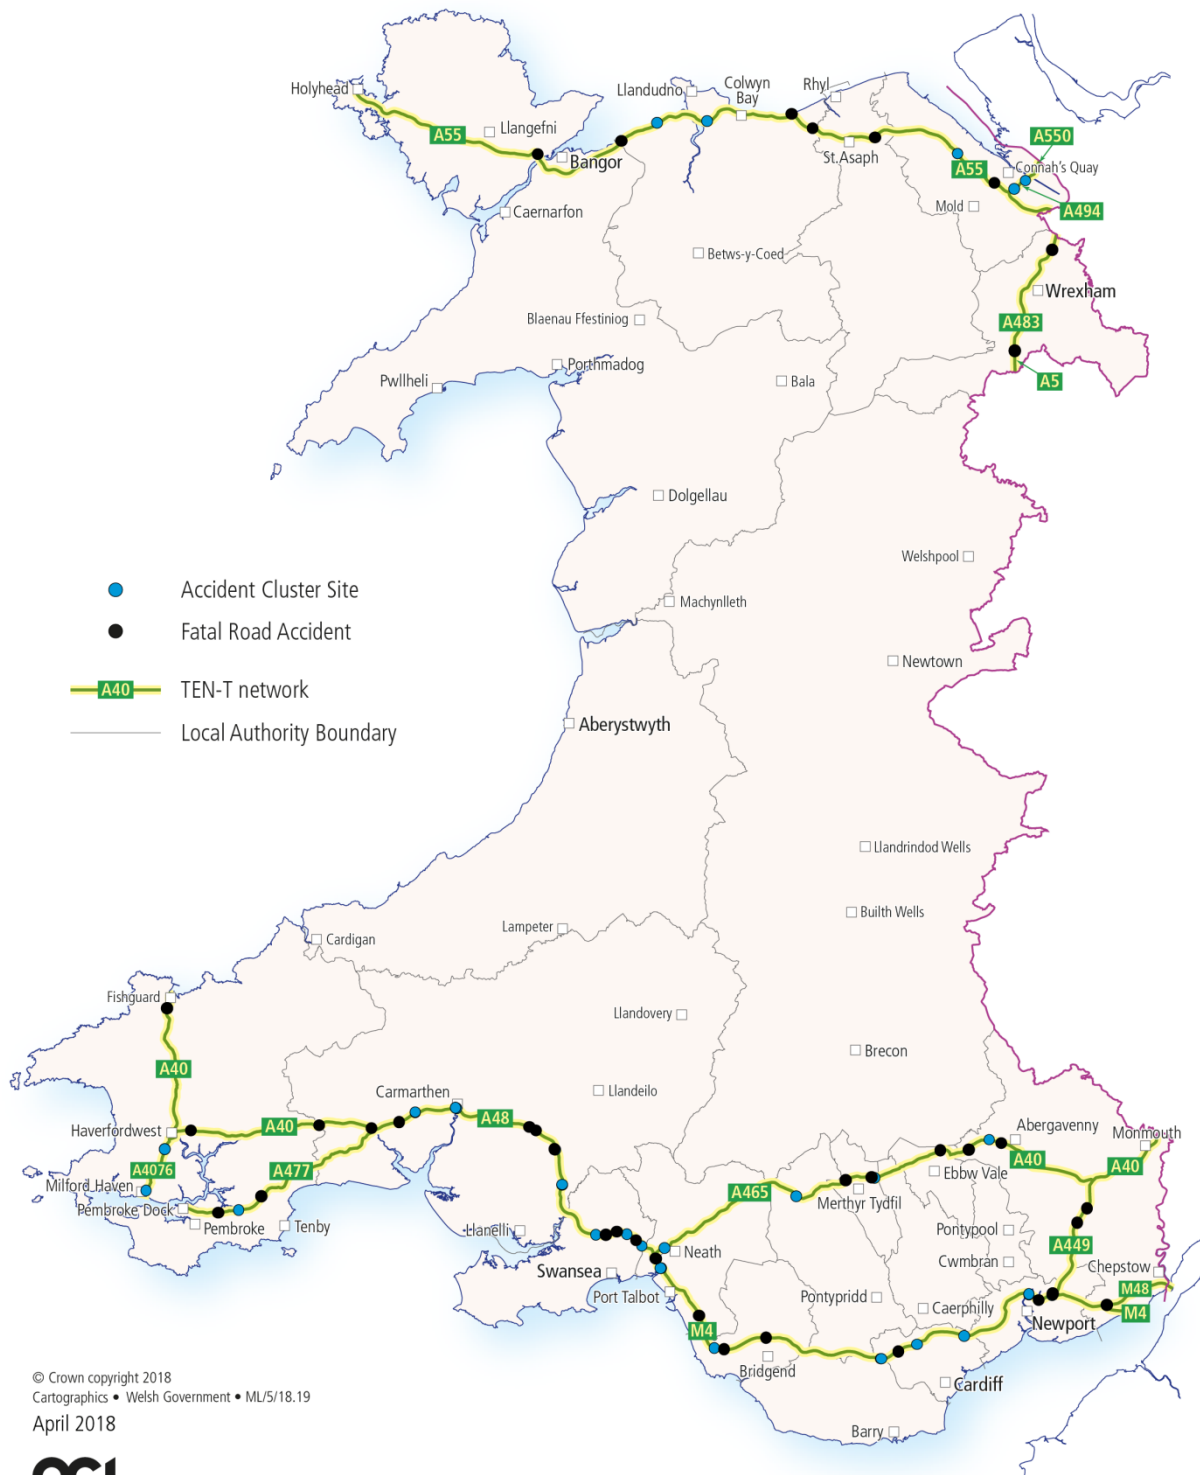 Holyhead
Llandudno
Colwyn
Bay
Rhyl
A55
Llangefni
Bangor
St.Asaph
A550
A55
Connah's Quay
A494
Mold
Caernarfon
Betws-y-Coed
Wrexham
Blaenau Ffestiniog
A483
Porthmadog
Pwllheli
Bala
A5
Dolgellau
Welshpool
Accident Cluster Site
Machynlleth
Fatal Road Accident
Newtown
A40
TEN-T network
Aberystwyth
Local Authority Boundary
Llandrindod Wells
Builth Wells
Lampeter
Cardigan
Fishguard
Llandovery
Brecon
A40
Carmarthen
Llandeilo
A48
Haverfordwest
A40
Abergavenny
Monmouth
A4076
A477
A40
A40
Ebbw Vale
Milford Haven
A465
Merthyr Tydfil
Pembroke Dock
Pembroke
Tenby
Llanelli
Pontypool
A449
Neath
Cwmbran
Chepstow
Swansea
Port Talbot
Pontypridd
Caerphilly
M48
M4
Newport
M4
Bridgend
© Crown copyright 2018
Cardiff
Cartographics • Welsh Government • ML/5/18.19
April 2018
Barry